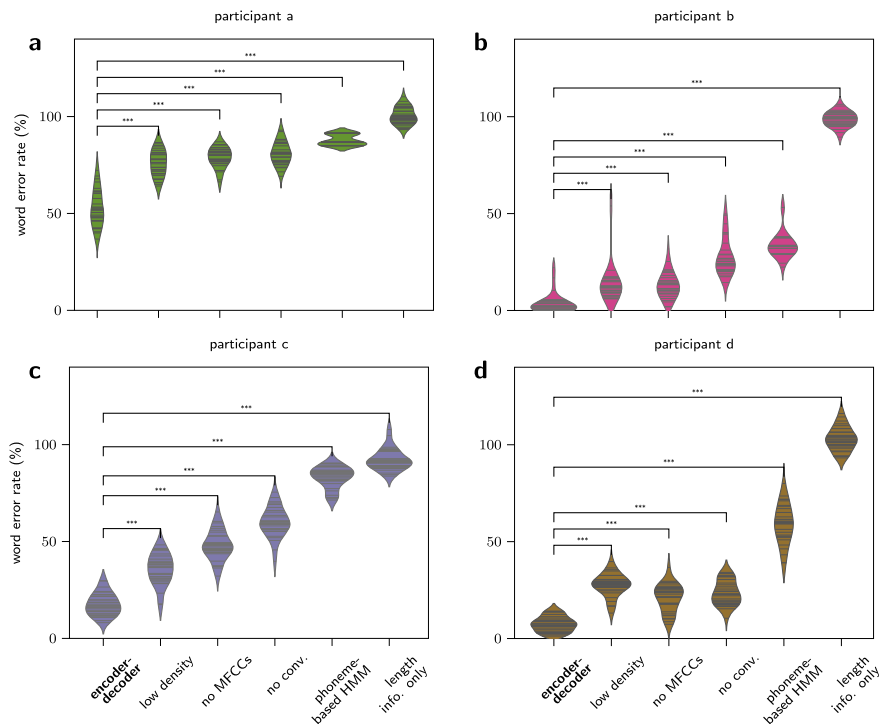 participant a
participant b
a
b
word error rate (%)
100
50
0
***
***
***
***
***
***
***
***
***
***
participant c
participant d
c
d
word error rate (%)
100
50
0
100
50
0
100
50
0
***
***
***
***
***
***
***
***
***
***
encoder-
decoder
low density
no MFCCs
no conv.
phoneme-
based HMM
length
info. only
encoder-
decoder
low density
no MFCCs
no conv.
phoneme-
based HMM
length
info. only